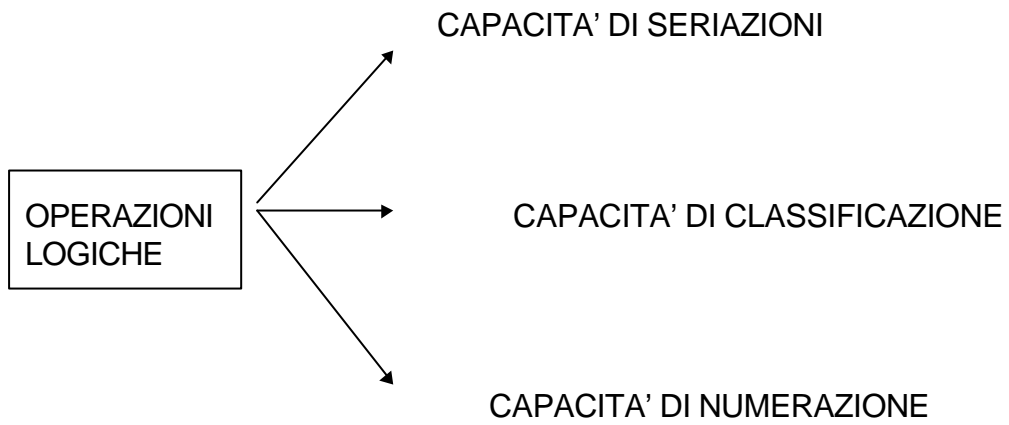 CAPACITA’ DI SERIAZIONI
OPERAZIONI
LOGICHE
CAPACITA’ DI CLASSIFICAZIONE
CAPACITA’ DI NUMERAZIONE